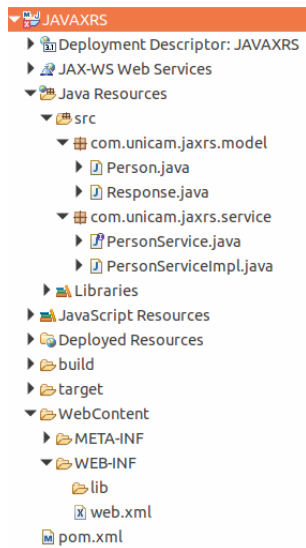 JAVAXRS
Deployment Descriptor: JAVAXRS
JAX-WS Web Services
Java Resources
src
com.unicam.jaxrs.model
Person.java
Response.java
com.unicam.jaxrs.service
PersonService.java
PersonServiceImpl.java
Libraries
JavaScript Resources
Deployed Resources
build
target
WebContent
META-INF
WEB-INF
lib
web.xml
pom.xml